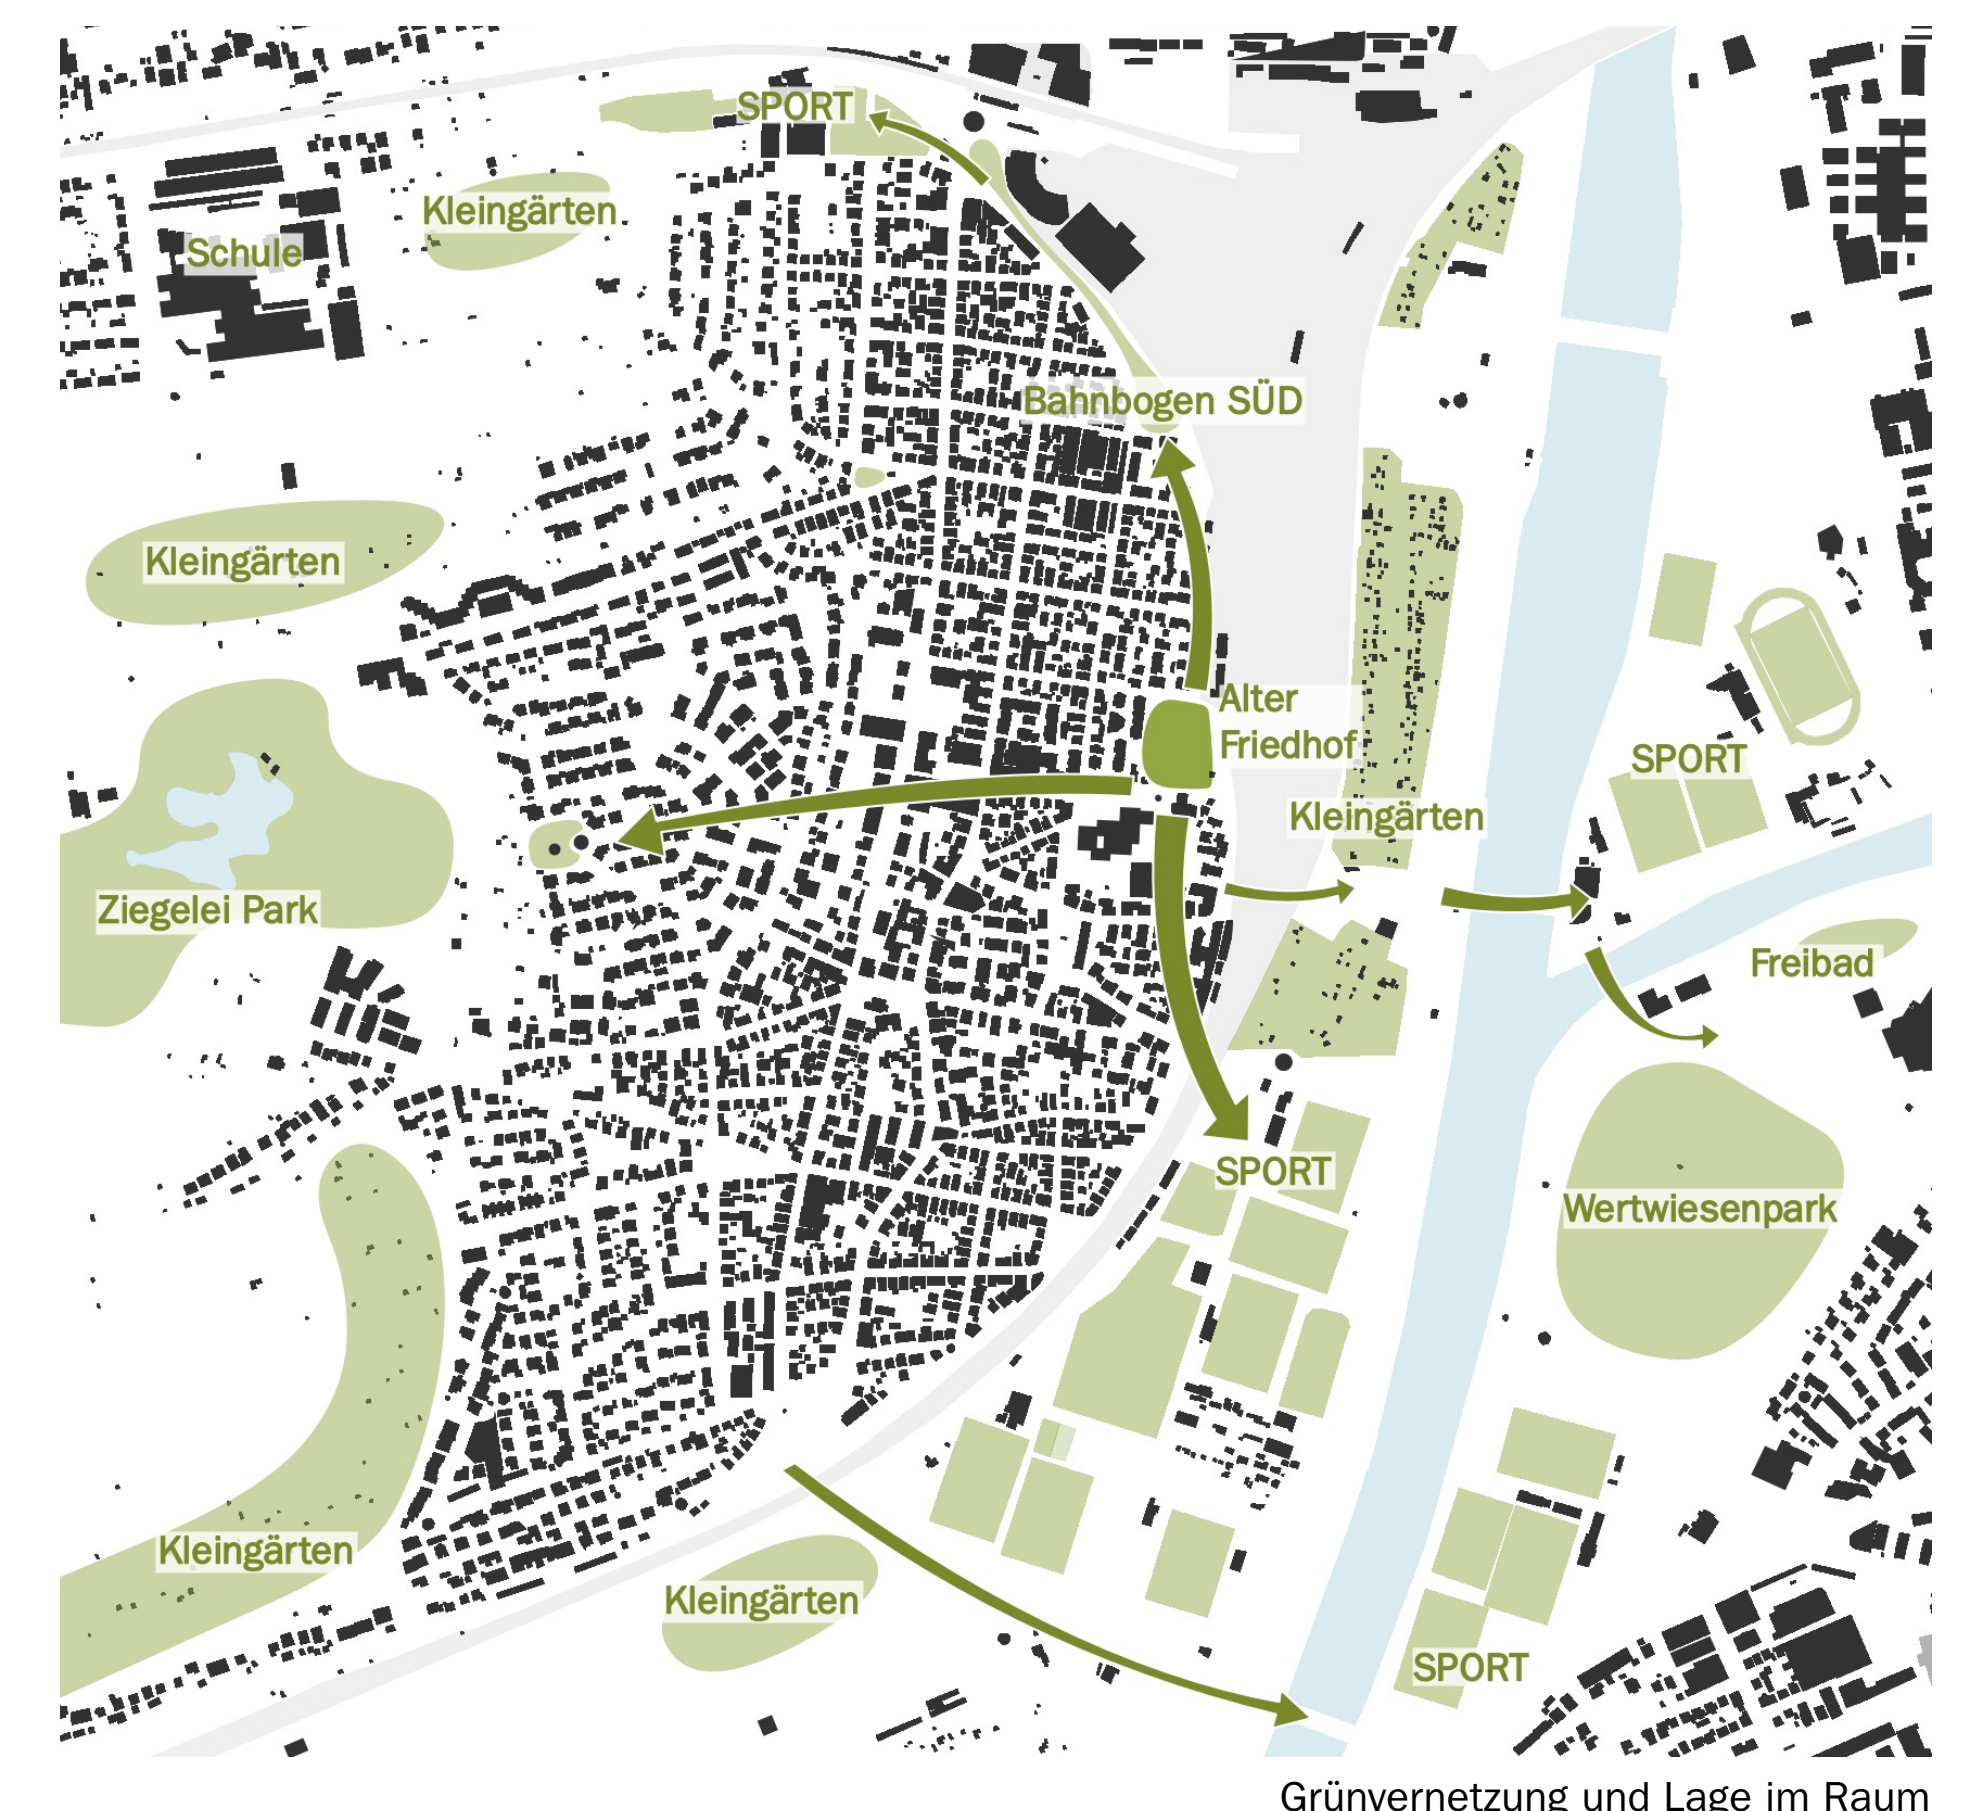 SPORT
Kleingärten
Schule
Bahnbogen SÜD
Kleingärten
Alter
Friedhof
SPORT
Kleingärten
Ziegelei Park
Freibad
SPORT
Wertwiesenpark
Kleingärten
Kleingärten
SPORT
Grünvernetzung und Lage im Raum